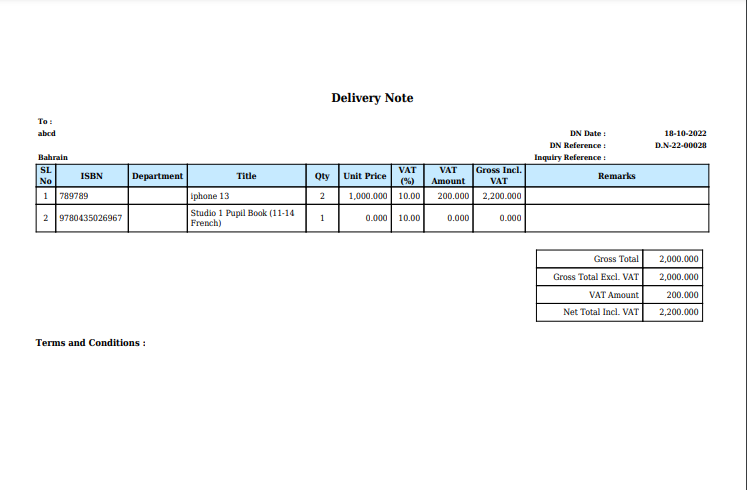 Delivery Note
To :
abcd
DN Date : 18-10-2022
DN Reference : D.N-22-00028
Bahrain
Inquiry Reference :
SL No ISBN Department Title Qty Unit Price VAT (%) VAT Amount Gross Incl. VAT Remarks
1 789789 iphone 13 2 1,000.000 10.00 200.000 2,200.000
2 9780435026967 Studio 1 Pupil Book (11-14 French) 1 0.000 10.00 0.000 0.000
Gross Total 2,000.000
Gross Total Excl. VAT 2,000.000
VAT Amount 200.000
Net Total Incl. VAT 2,200.000
Terms and Conditions :